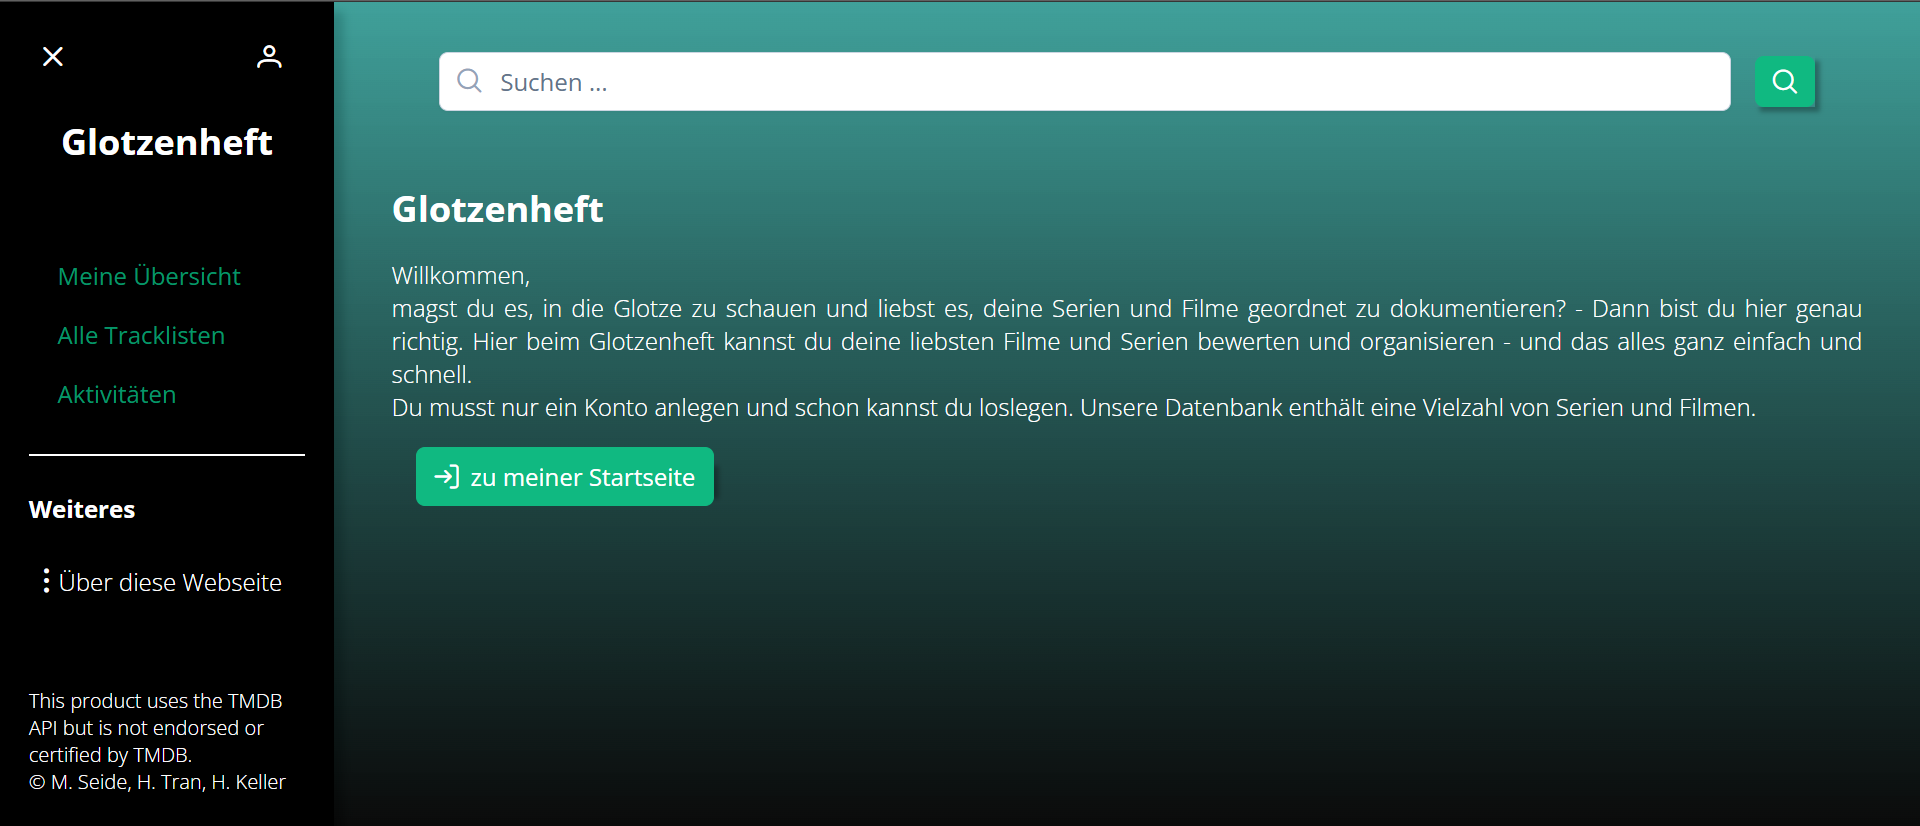 Glotzenheft
Meine Übersicht
Alle Tracklisten
Aktivitäten
Weiteres
Über diese Webseite
This product uses the TMDB
API but is not endorsed or
certified by TMDB.
© M. Seide, H. Tran, H. Keller
Suchen ...
Glotzenheft
Willkommen,
magst du es, in die Glotze zu schauen und liebst es, deine Serien und Filme geordnet zu dokumentieren? - Dann bist du hier genau
richtig. Hier beim Glotzenheft kannst du deine liebsten Filme und Serien bewerten und organisieren - und das alles ganz einfach und
schnell.
Du musst nur ein Konto anlegen und schon kannst du loslegen. Unsere Datenbank enthält eine Vielzahl von Serien und Filmen.
zu meiner Startseite